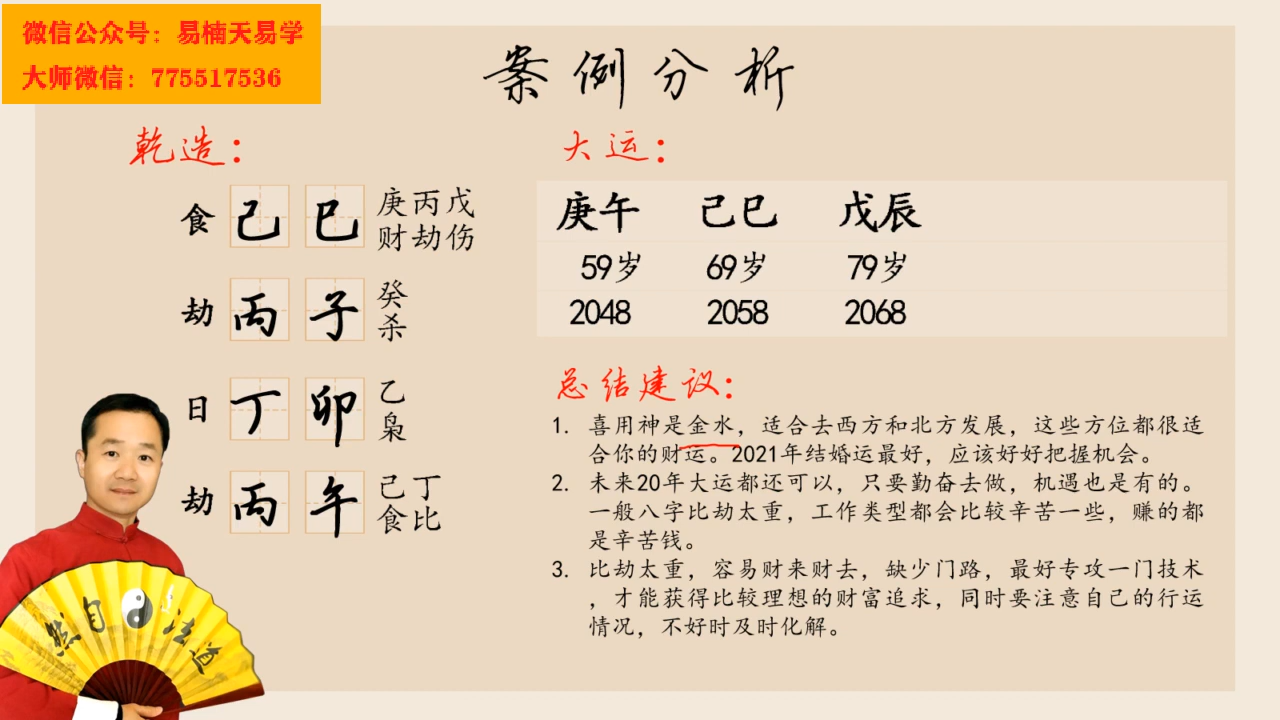 微信公众号：易楠天易学
大师微信：775517536
案例分析
乾造：
食 己 巳 庚丙戊
财劫伤
劫 丙 子 癸
杀
日 丁 卯 乙
枭
劫 丙 午 己丁
食比
大运：
庚午 己巳 戊辰
59岁 69岁 79岁
2048 2058 2068
总结建议：
1. 喜用神是金水，适合去西方和北方发展，这些方位都很适
合你的财运。2021年结婚运最好，应该好好把握机会。
2. 未来20年大运都还可以，只要勤奋去做，机遇也是有的。
一般八字比劫太重，工作类型都会比较辛苦一些，赚的都
是辛苦钱。
3. 比劫太重，容易财来财去，缺少门路，最好专攻一门技术
，才能获得比较理想的财富追求，同时要注意自己的行运
情况，不好时及时化解。
然自法道